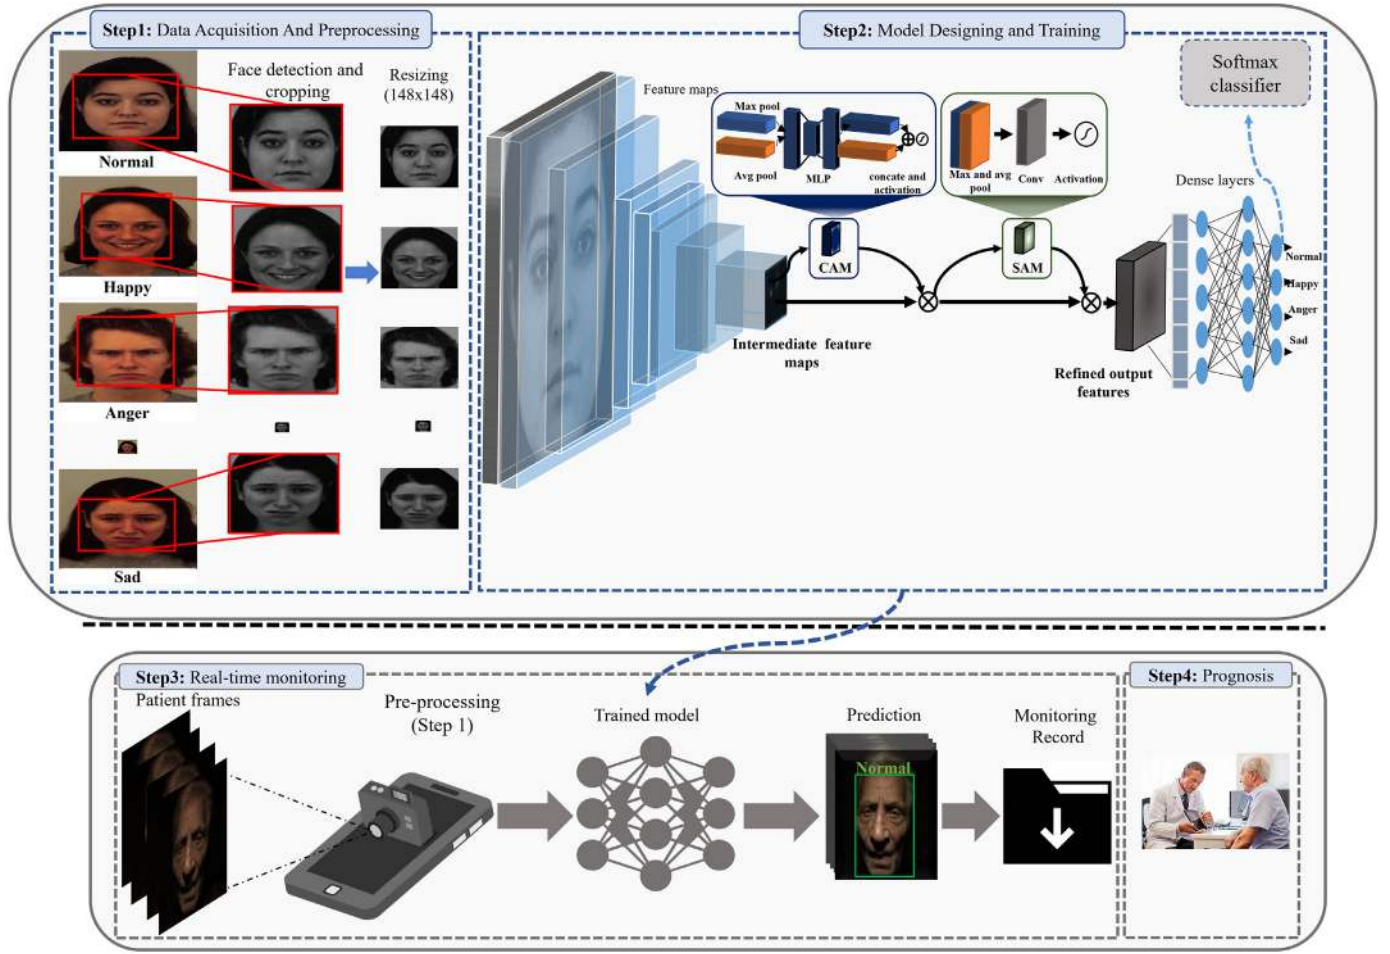 Step1: Data Acquisition And Preprocessing
Face detection and
cropping
Resizing
(148x148)
Normal
Happy
Anger
Sad
Step2: Model Designing and Training
Feature maps
Max pool
Avg pool
MLP
concate and
activation
Max and avg
pool
Conv
Activation
Softmax
classifier
CAM
SAM
Dense layers
Intermediate feature
maps
Refined output
features
Normal
Happy
Anger
Sad
Step3: Real-time monitoring
Patient frames
Pre-processing
(Step 1)
Trained model
Prediction
Normal
Monitoring
Record
Step4: Prognosis